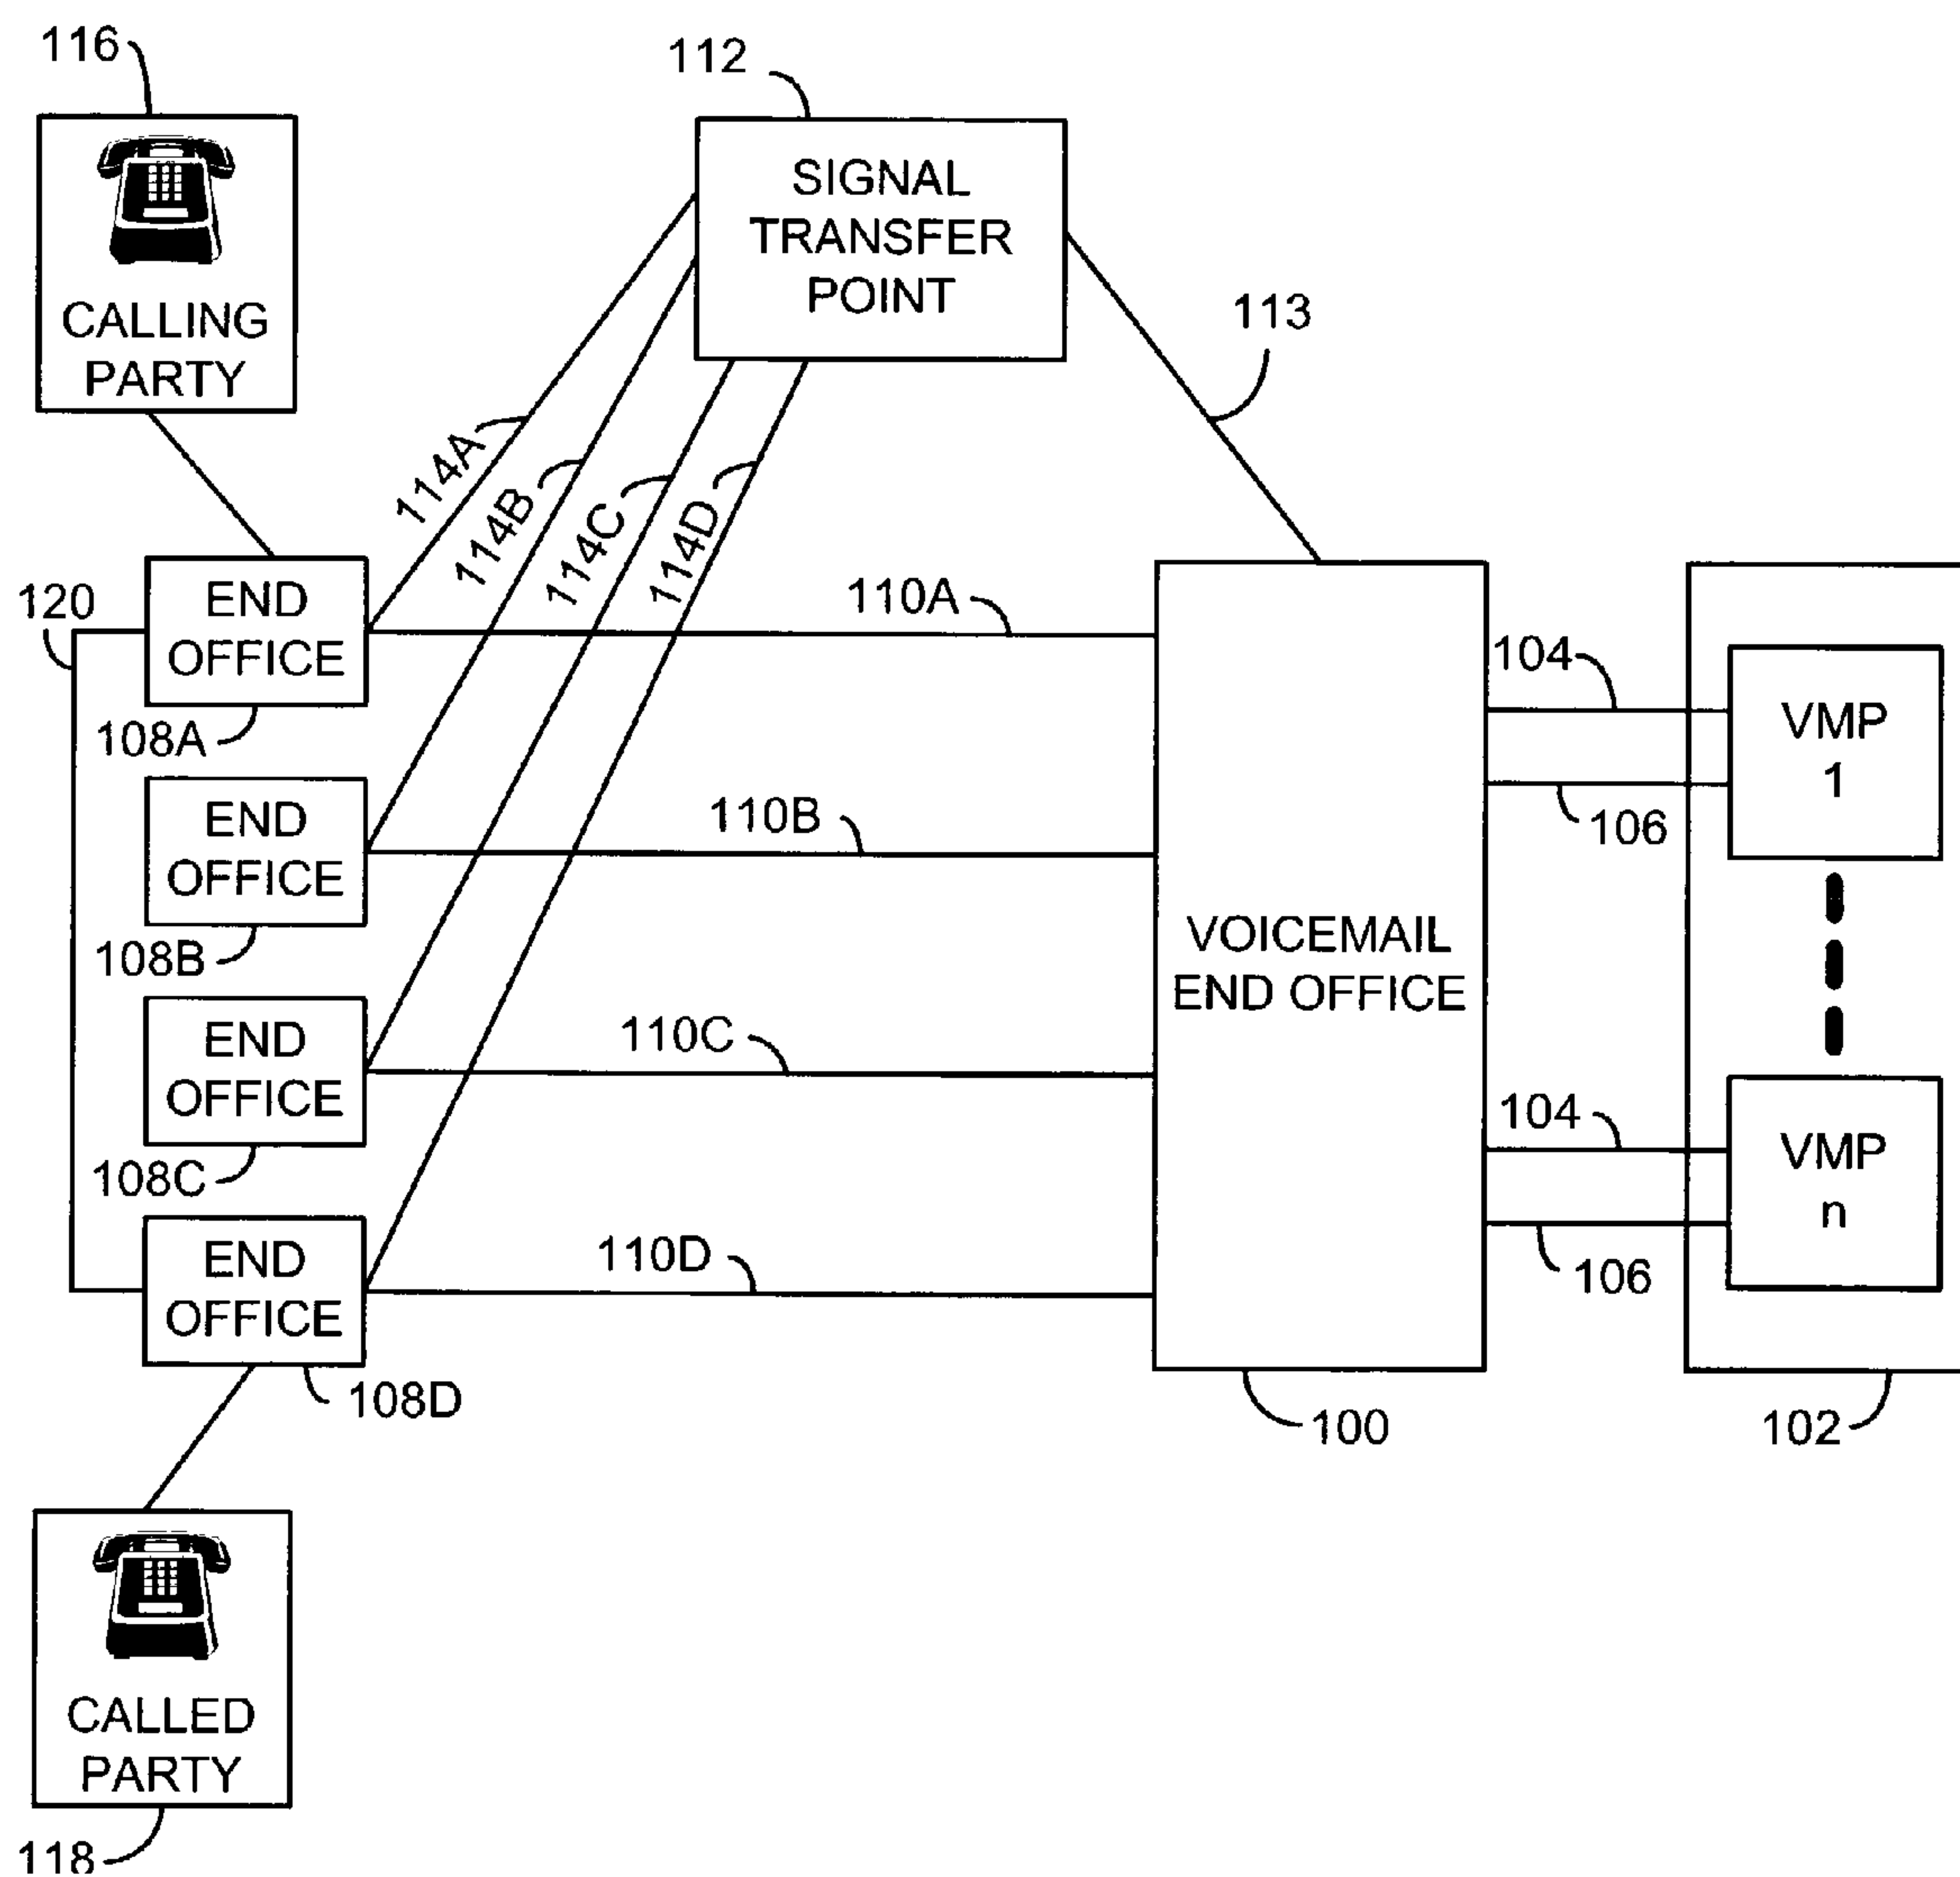 116
112
SIGNAL
TRANSFER
POINT
CALLING
PARTY
113
114A
114B
114C
114D
120
END
OFFICE
108A
110A
104
VMP
1
106
END
OFFICE
108B
110B
VOICEMAIL
END OFFICE
END
OFFICE
108C
110C
104
VMP
n
106
END
OFFICE
108D
110D
100
102
CALLED
PARTY
118